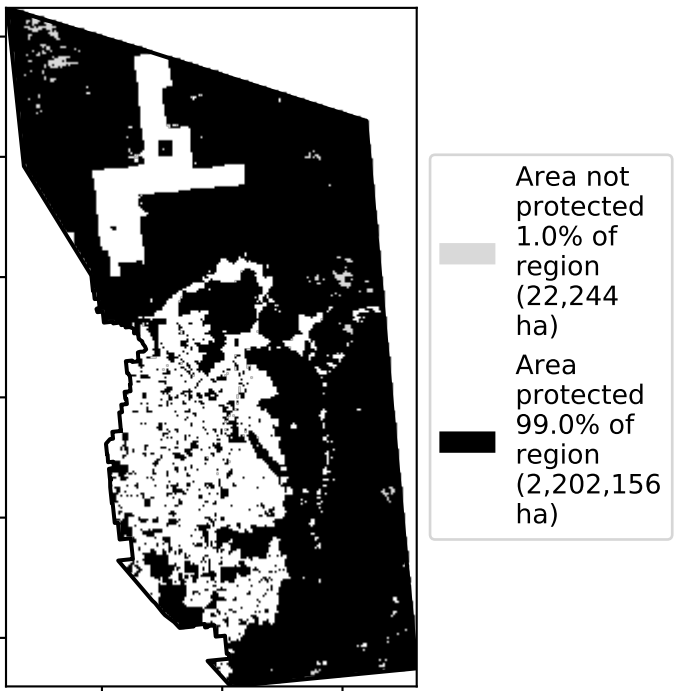 Area not
protected
1.0% of
region
(22,244
ha)
Area
protected
99.0% of
region
(2,202,156
ha)